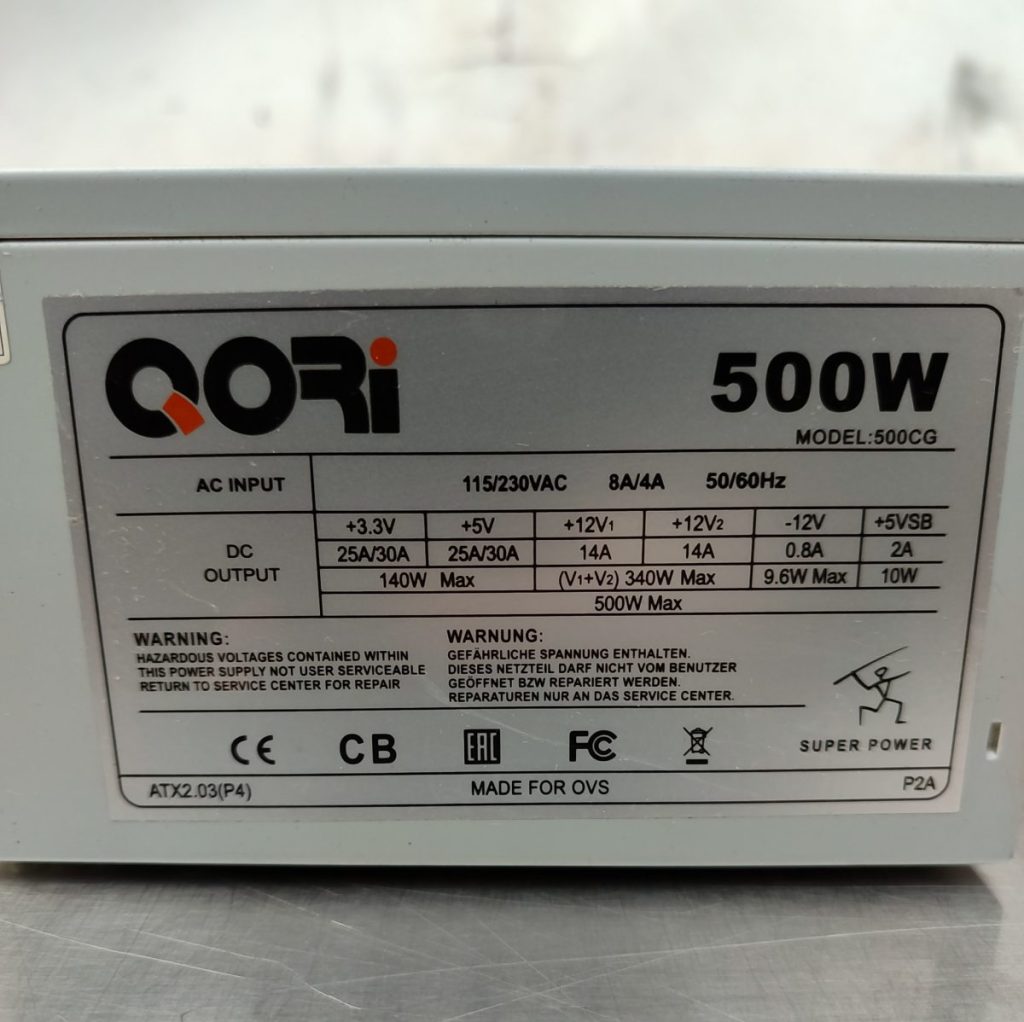 QORi
500W
MODEL:500CG
AC INPUT 115/230VAC 8A/4A 50/60Hz
DC OUTPUT
+3.3V +5V +12V1 +12V2 -12V +5VSB
25A/30A 25A/30A 14A 14A 0.8A 2A
140W Max (V1+V2) 340W Max 9.6W Max 10W
500W Max
WARNING:
HAZARDOUS VOLTAGES CONTAINED WITHIN
THIS POWER SUPPLY NOT USER SERVICEABLE
RETURN TO SERVICE CENTER FOR REPAIR
WARNUNG:
GEFÄHRLICHE SPANNUNG ENTHALTEN.
DIESES NETZTEIL DARF NICHT VOM BENUTZER
GEÖFFNET BZW REPARIERT WERDEN.
REPARATUREN NUR AN DAS SERVICE CENTER.
CE CB EAC FC
SUPER POWER
ATX2.03(P4) MADE FOR OVS P2A